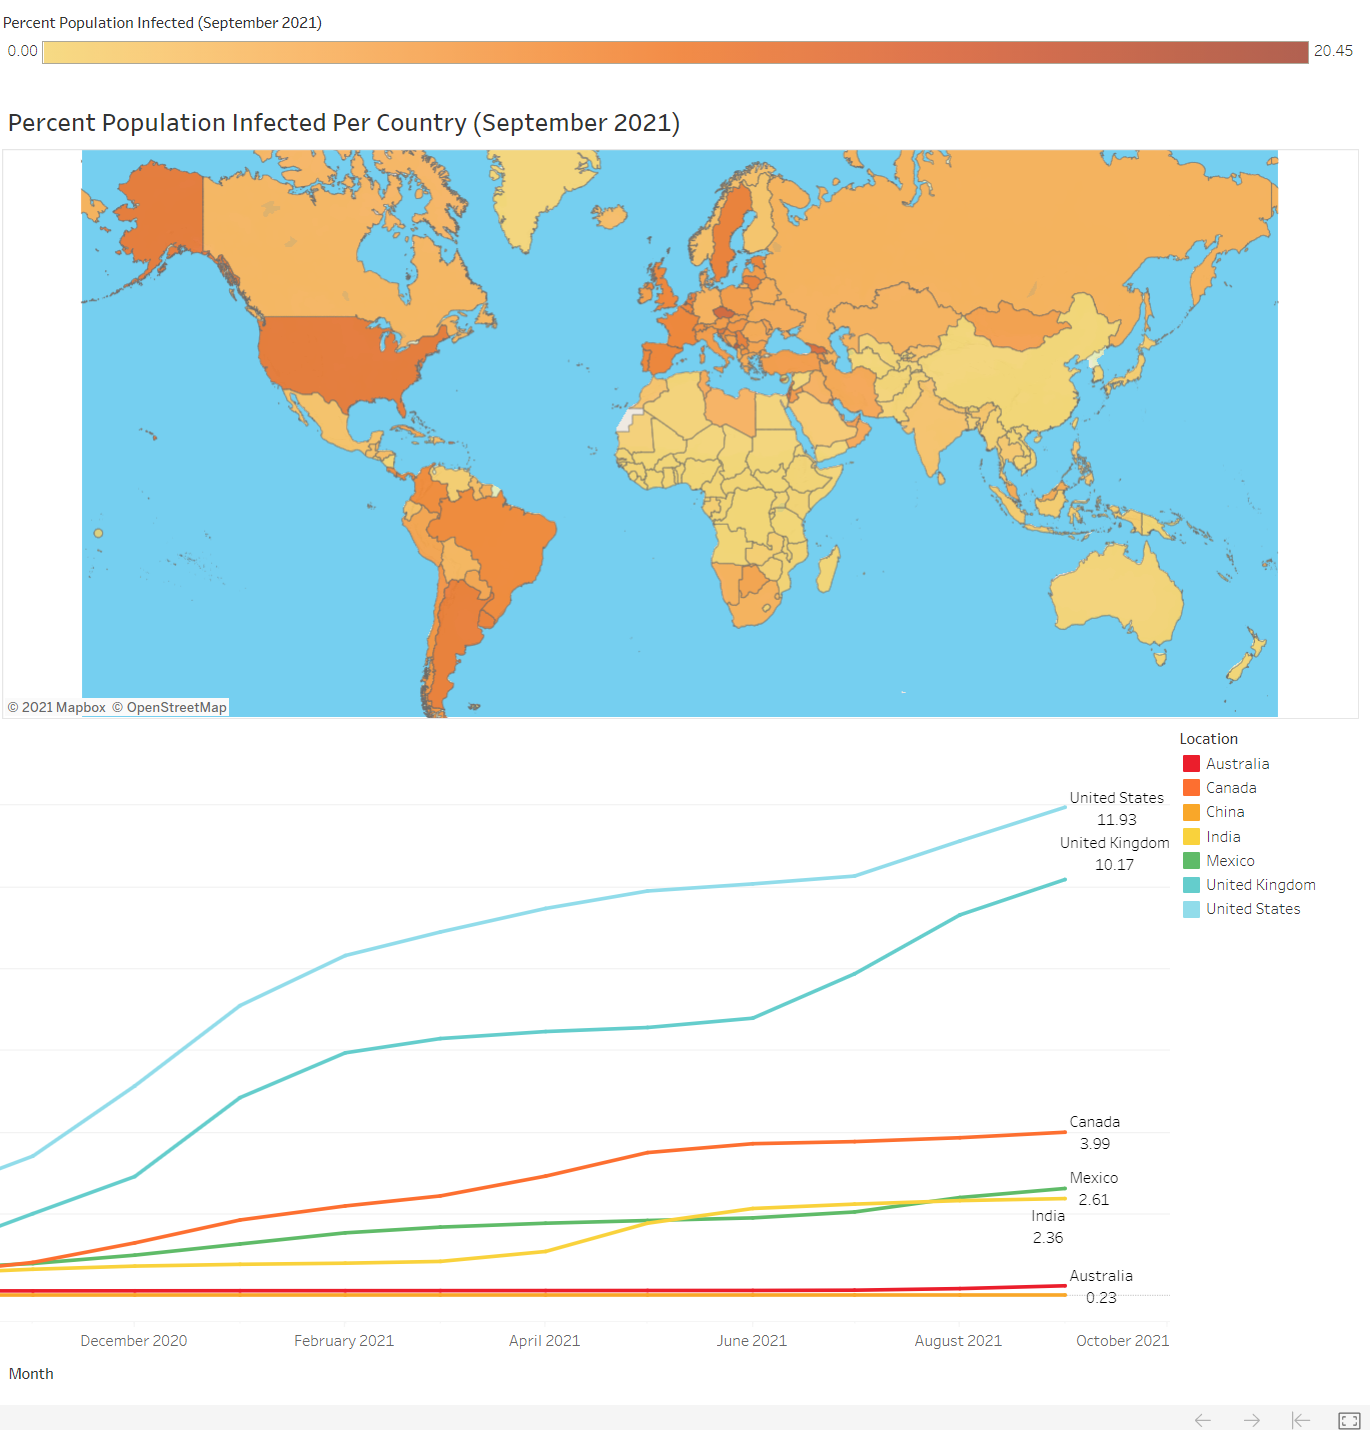 Percent Population Infected (September 2021)
0.00
20.45
Percent Population Infected Per Country (September 2021)
© 2021 Mapbox © OpenStreetMap
Location
Australia
Canada
China
India
Mexico
United Kingdom
United States
United States
11.93
United Kingdom
10.17
Canada
3.99
Mexico
2.61
India
2.36
Australia
0.23
December 2020 February 2021 April 2021 June 2021 August 2021 October 2021
Month